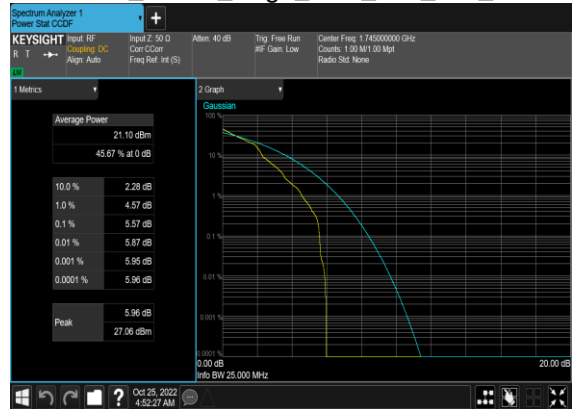 Spectrum Analyzer 1
Power Stat CCDF
+
KEYSIGHT
R T
LW
Input: RF
Coupling: DC
Align: Auto
Input Z: 50 Ω
Corr CCorr
Freq Ref: Int (S)
Atten: 40 dB
Trig: Free Run
#IF Gain: Low
Center Freq: 1.745000000 GHz
Counts: 1.00 M/1.00 Mpt
Radio Std: None
1 Metrics
Average Power
21.10 dBm
45.67 % at 0 dB
10.0 % 2.28 dB
1.0 % 4.57 dB
0.1 % 5.57 dB
0.01 % 5.87 dB
0.001 % 5.95 dB
0.0001 % 5.96 dB
Peak
5.96 dB
27.06 dBm
2 Graph
Gaussian
100 %
10 %
1 %
0.1 %
0.01 %
0.001 %
0.0001 %
0.00 dB
20.00 dB
Info BW 25.000 MHz
?
Oct 25, 2022
4:52:27 AM